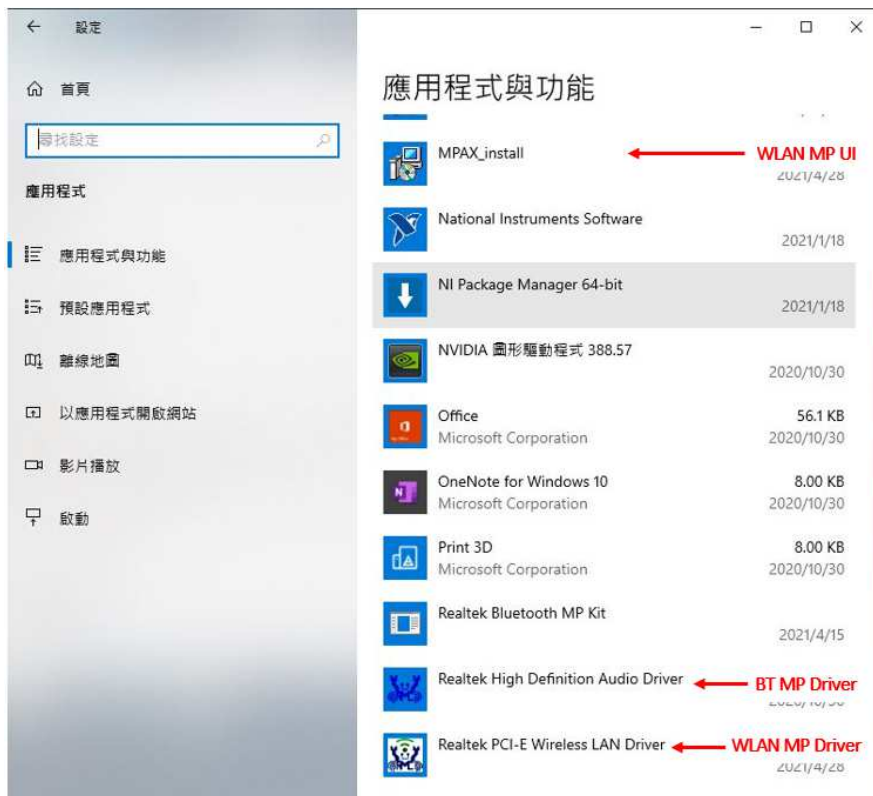 設定
首頁
尋找設定
應用程式
應用程式與功能
預設應用程式
離線地圖
以應用程式開啟網站
影片播放
啟動
應用程式與功能
MPAX_install
WLAN MP UI
2021/4/28
National Instruments Software
2021/1/18
NI Package Manager 64-bit
2021/1/18
NVIDIA 圖形驅動程式 388.57
2020/10/30
Office
56.1 KB
Microsoft Corporation
2020/10/30
OneNote for Windows 10
8.00 KB
Microsoft Corporation
2020/10/30
Print 3D
8.00 KB
Microsoft Corporation
2020/10/30
Realtek Bluetooth MP Kit
2021/4/15
Realtek High Definition Audio Driver
BT MP Driver
Realtek PCI-E Wireless LAN Driver
WLAN MP Driver
2021/4/28